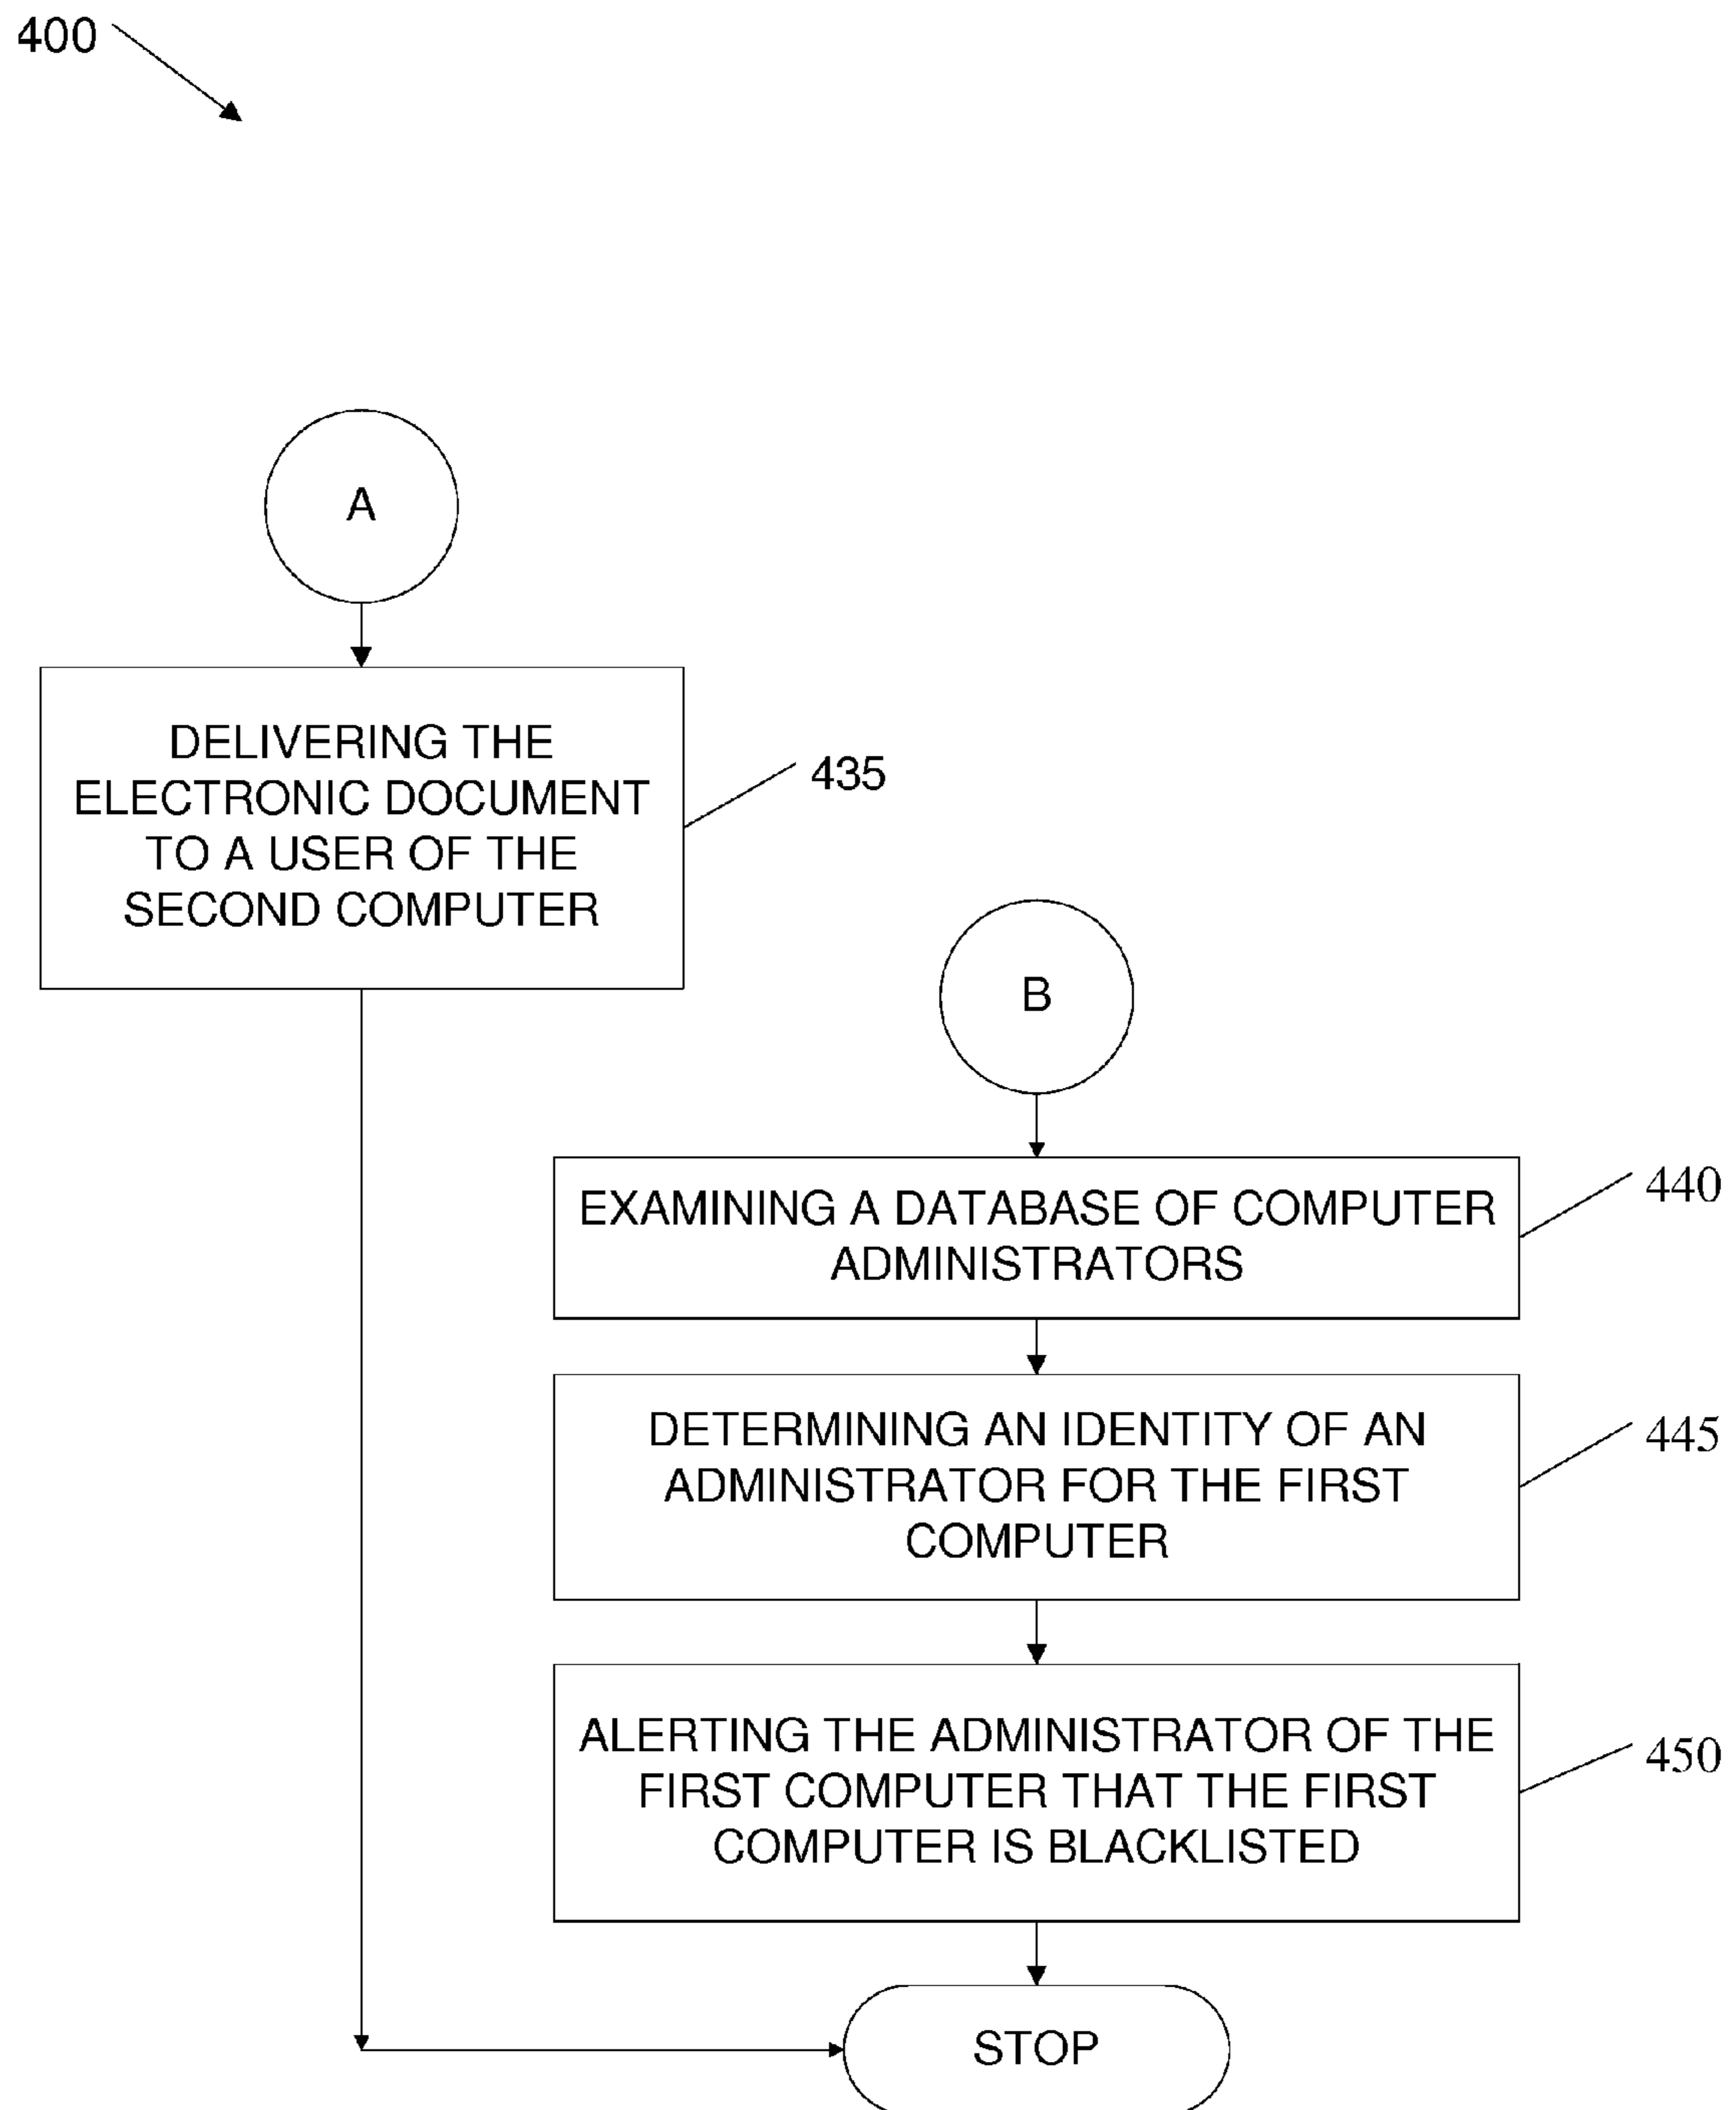 400
A
DELIVERING THE
ELECTRONIC DOCUMENT
TO A USER OF THE
SECOND COMPUTER
435
B
EXAMINING A DATABASE OF COMPUTER
ADMINISTRATORS
440
DETERMINING AN IDENTITY OF AN
ADMINISTRATOR FOR THE FIRST
COMPUTER
445
ALERTING THE ADMINISTRATOR OF THE
FIRST COMPUTER THAT THE FIRST
COMPUTER IS BLACKLISTED
450
STOP